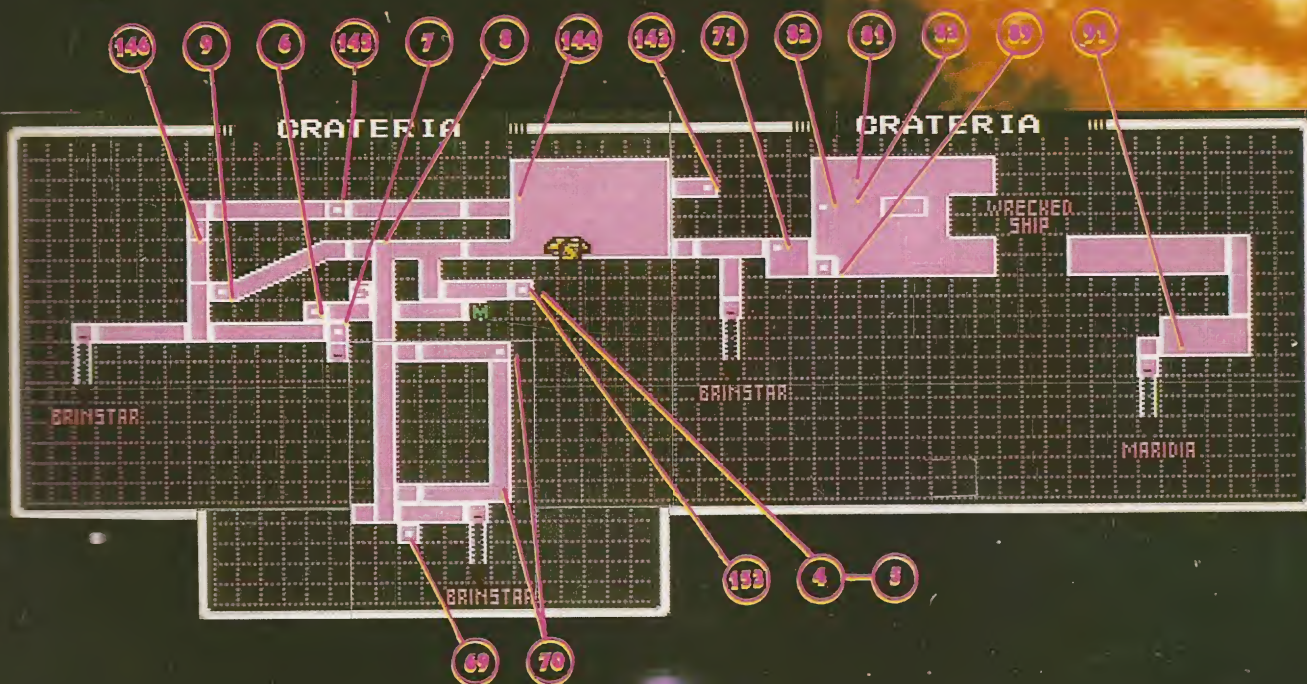 146 9 6 145 7 8 144 143 71 82 81 83 89 91
CRATERIA CRATERIA
WRECKED
SHIP
S
M
BRINSTAR
BRINSTAR
MARIDIA
153 4 5
BRINSTAR
69 70